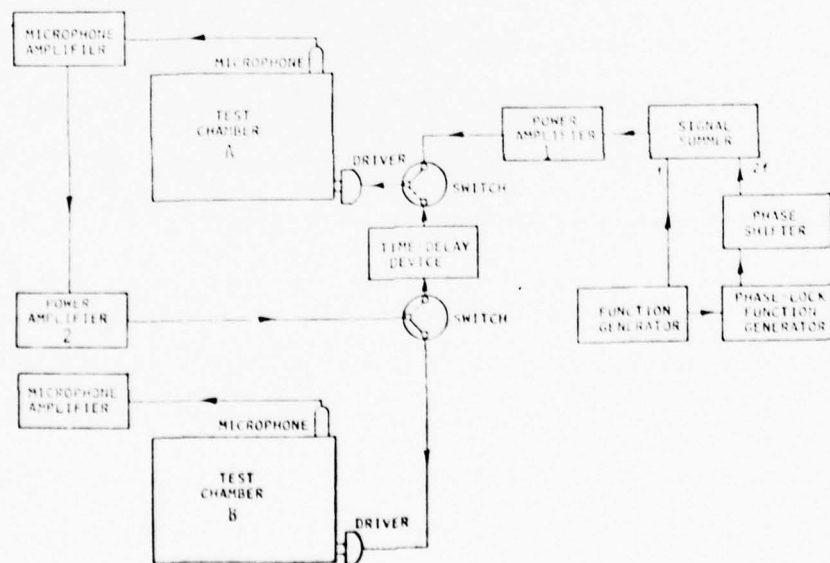 MICROPHONE
AMPLIFIER
MICROPHONE
TEST
CHAMBER
A
DRIVER
SWITCH
POWER
AMPLIFIER
SIGNAL
SUMMER
2f
PHASE
SHIFTER
TIME-DELAY
DEVICE
POWER
AMPLIFIER
2
SWITCH
FUNCTION
GENERATOR
PHASE-LOCK
FUNCTION
GENERATOR
MICROPHONE
AMPLIFIER
MICROPHONE
TEST
CHAMBER
B
DRIVER